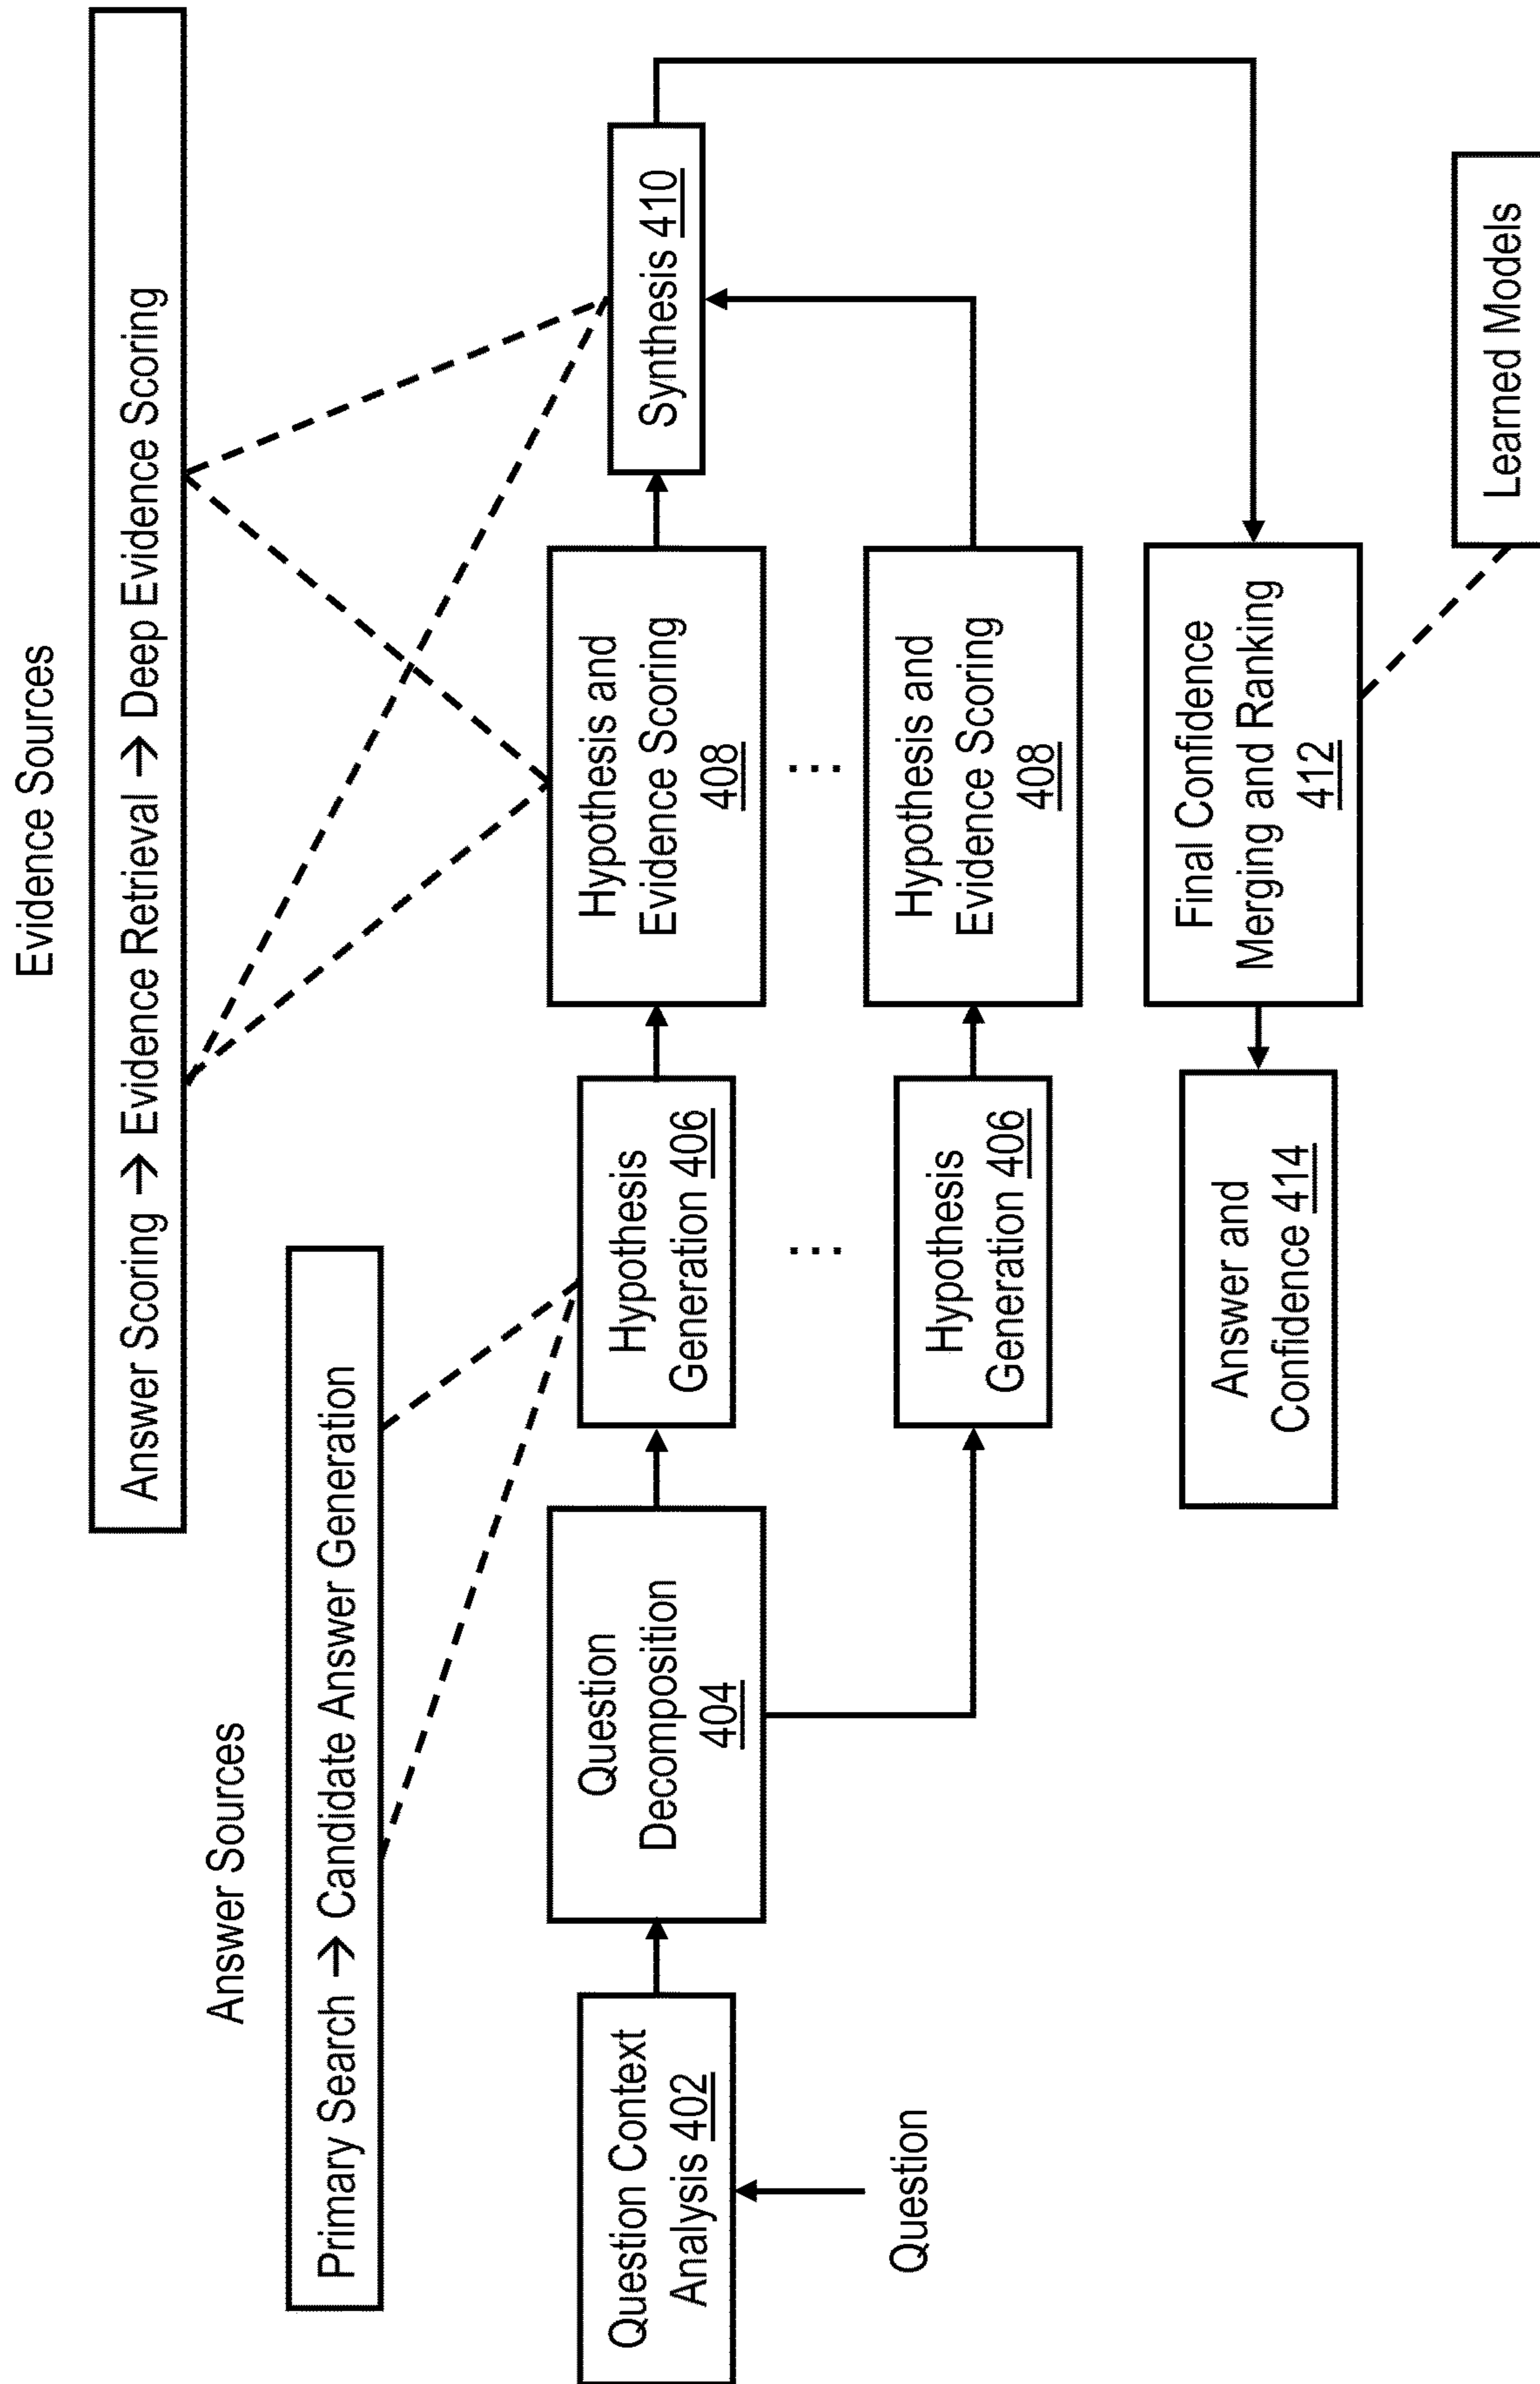 Evidence Sources
Answer Scoring → Evidence Retrieval → Deep Evidence Scoring
Answer Sources
Primary Search → Candidate Answer Generation
Question Context
Analysis 402
Question
Question
Decomposition
404
Hypothesis
Generation 406
Hypothesis and
Evidence Scoring
408
Synthesis 410
...
...
Hypothesis
Generation 406
Hypothesis and
Evidence Scoring
408
Answer and
Confidence 414
Final Confidence
Merging and Ranking
412
Learned Models